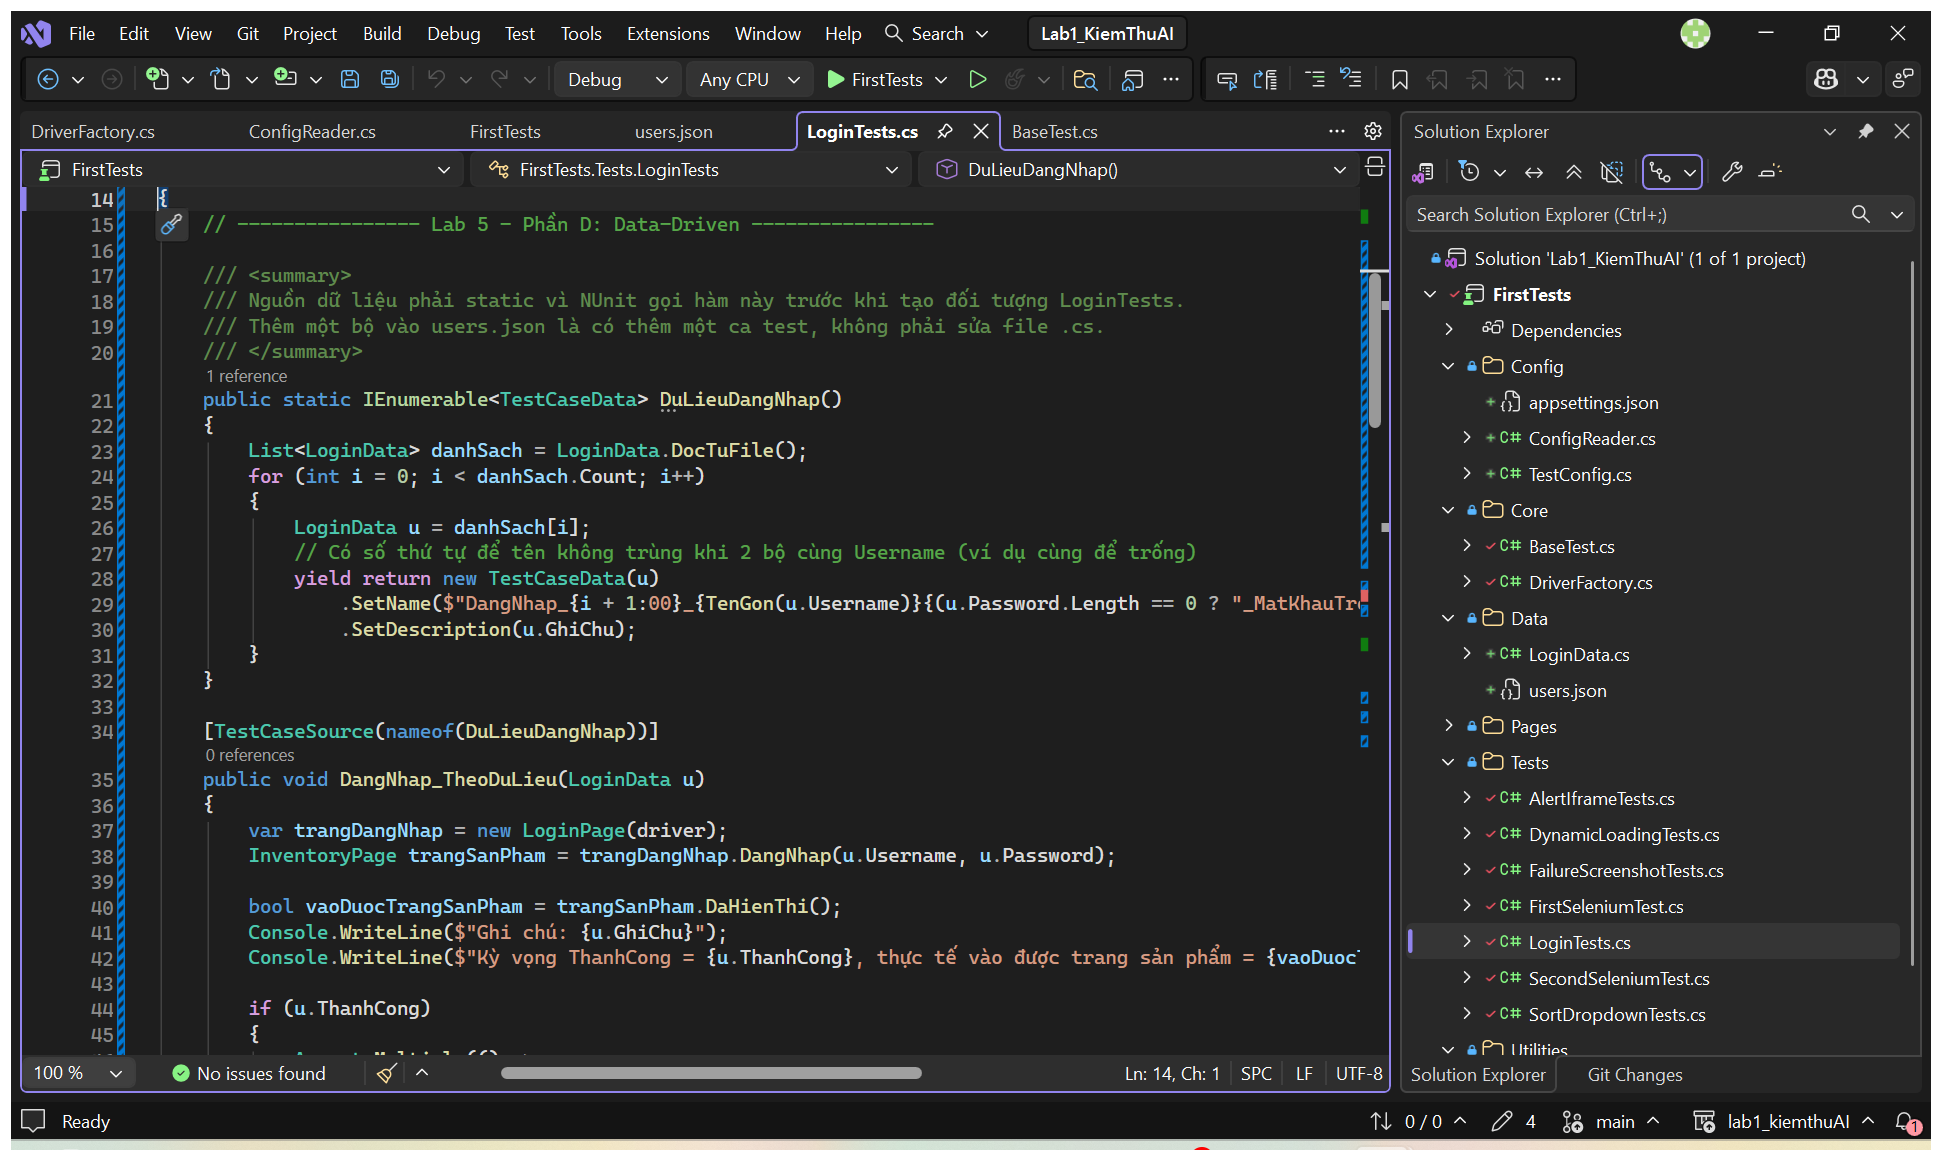 File Edit View Git Project Build Debug Test Tools Extensions Window Help Search Lab1_KiemThuAI
Debug Any CPU FirstTests
DriverFactory.cs ConfigReader.cs FirstTests users.json LoginTests.cs BaseTest.cs
FirstTests FirstTests.Tests.LoginTests DuLieuDangNhap()
14 {
15 // ---------------- Lab 5 - Phần D: Data-Driven ----------------
16
17 /// <summary>
18 /// Nguồn dữ liệu phải static vì NUnit gọi hàm này trước khi tạo đối tượng LoginTests.
19 /// Thêm một bộ vào users.json là có thêm một ca test, không phải sửa file .cs.
20 /// </summary>
1 reference
21 public static IEnumerable<TestCaseData> DuLieuDangNhap()
22 {
23 List<LoginData> danhSach = LoginData.DocTuFile();
24 for (int i = 0; i < danhSach.Count; i++)
25 {
26 LoginData u = danhSach[i];
27 // Có số thứ tự để tên không trùng khi 2 bộ cùng Username (ví dụ cùng để trống)
28 yield return new TestCaseData(u)
29 .SetName($"DangNhap_{i + 1:00}_{TenGon(u.Username)}{(u.Password.Length == 0 ? "_MatKhauTr
30 .SetDescription(u.GhiChu);
31 }
32 }
33
34 [TestCaseSource(nameof(DuLieuDangNhap))]
0 references
35 public void DangNhap_TheoDuLieu(LoginData u)
36 {
37 var trangDangNhap = new LoginPage(driver);
38 InventoryPage trangSanPham = trangDangNhap.DangNhap(u.Username, u.Password);
39
40 bool vaoDuocTrangSanPham = trangSanPham.DaHienThi();
41 Console.WriteLine($"Ghi chú: {u.GhiChu}");
42 Console.WriteLine($"Kỳ vọng ThanhCong = {u.ThanhCong}, thực tế vào được trang sản phẩm = {vaoDuoc
43
44 if (u.ThanhCong)
45 {
100 % No issues found Ln: 14, Ch: 1 SPC LF UTF-8
Solution Explorer
Search Solution Explorer (Ctrl+;)
Solution 'Lab1_KiemThuAI' (1 of 1 project)
FirstTests
Dependencies
Config
appsettings.json
C# ConfigReader.cs
C# TestConfig.cs
Core
C# BaseTest.cs
C# DriverFactory.cs
Data
C# LoginData.cs
users.json
Pages
Tests
C# AlertIframeTests.cs
C# DynamicLoadingTests.cs
C# FailureScreenshotTests.cs
C# FirstSeleniumTest.cs
C# LoginTests.cs
C# SecondSeleniumTest.cs
C# SortDropdownTests.cs
Utilities
Solution Explorer Git Changes
Ready 0 / 0 4 main lab1_kiemthuAI 1